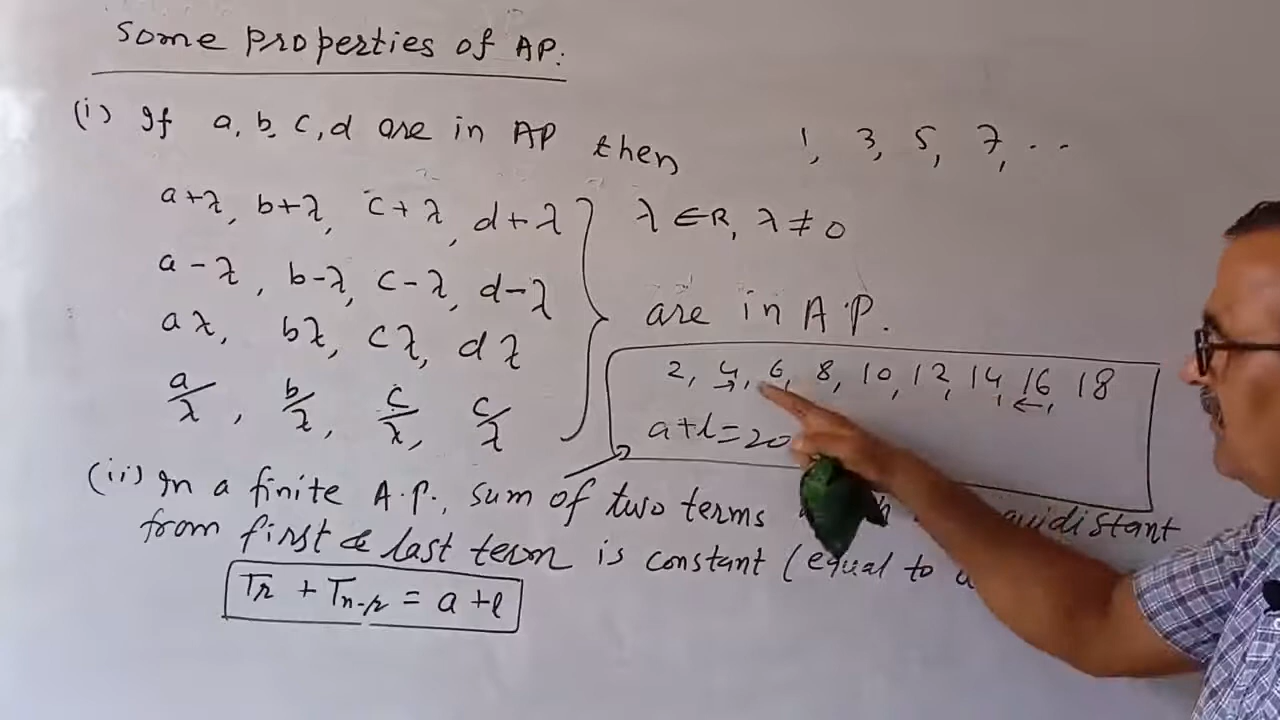 Some properties of AP.
(i) If a, b, c, d are in AP then
1, 3, 5, 7, ..
a+λ, b+λ, c+λ, d+λ
λ ∈ R, λ ≠ 0
a-λ, b-λ, c-λ, d-λ
are in A.P.
aλ, bλ, cλ, dλ
a/λ, b/λ, c/λ, c/λ
2, 4, 6, 8, 10, 12, 14, 16, 18
a+l=20
(ii) In a finite A.P., sum of two terms
from first & last term is constant (equal to
Tr + Tn-r = a+l